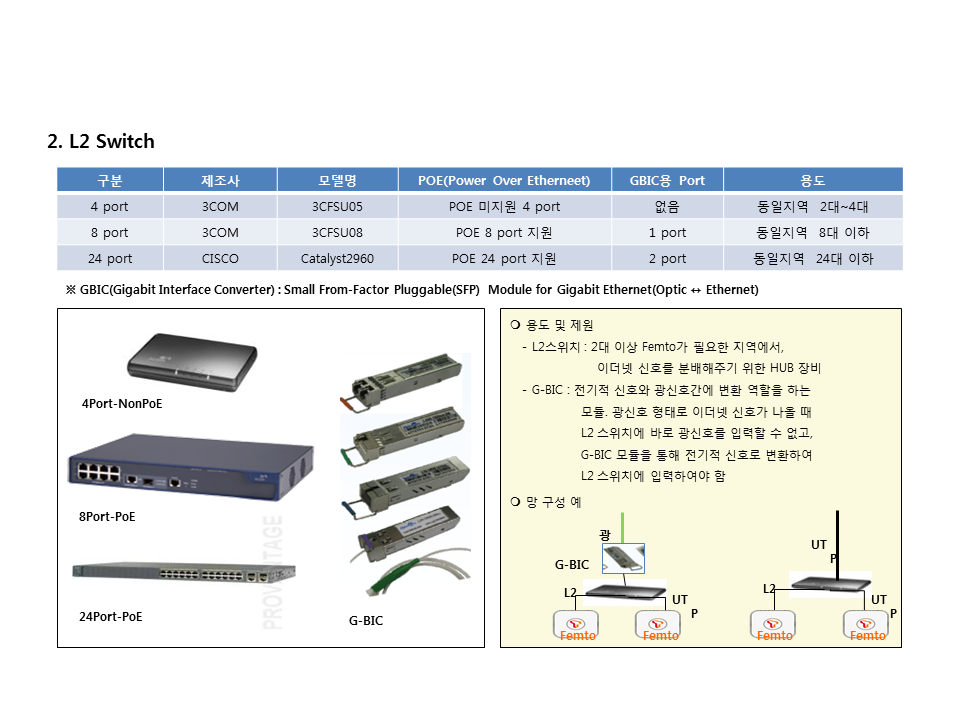 2. L2 Switch
구분 제조사 모델명 POE(Power Over Etherneet) GBIC용 Port 용도
4 port 3COM 3CFSU05 POE 미지원 4 port 없음 동일지역 2대~4대
8 port 3COM 3CFSU08 POE 8 port 지원 1 port 동일지역 8대 이하
24 port CISCO Catalyst2960 POE 24 port 지원 2 port 동일지역 24대 이하
※ GBIC(Gigabit Interface Converter) : Small From-Factor Pluggable(SFP) Module for Gigabit Ethernet(Optic ↔ Ethernet)
4Port-NonPoE
8Port-PoE
24Port-PoE
PROVANTAGE
G-BIC
❍ 용도 및 제원
- L2스위치 : 2대 이상 Femto가 필요한 지역에서,
이더넷 신호를 분배해주기 위한 HUB 장비
- G-BIC : 전기적 신호와 광신호간에 변환 역할을 하는
모듈. 광신호 형태로 이더넷 신호가 나올 때
L2 스위치에 바로 광신호를 입력할 수 없고,
G-BIC 모듈을 통해 전기적 신호로 변환하여
L2 스위치에 입력하여야 함
❍ 망 구성 예
광
G-BIC
L2
UT
P
Femto
Femto
UT
P
L2
UT
P
Femto
Femto